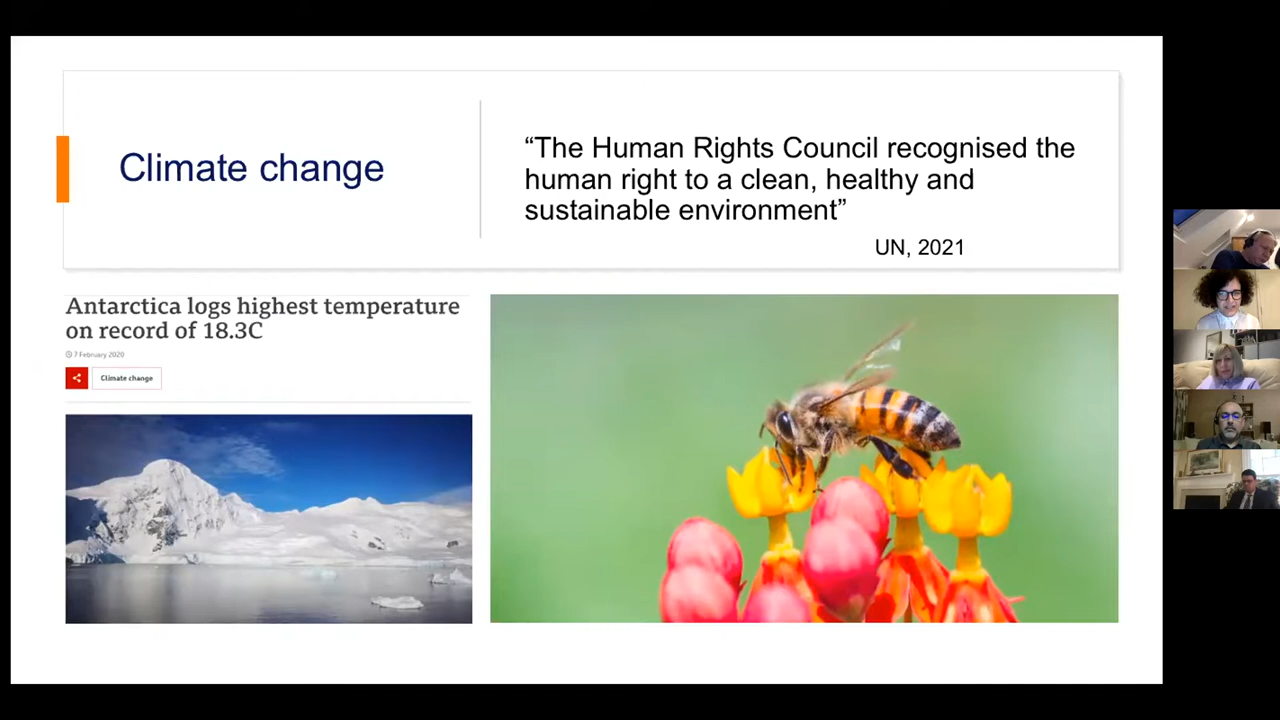 Climate change
“The Human Rights Council recognised the
human right to a clean, healthy and
sustainable environment”
UN, 2021
Antarctica logs highest temperature
on record of 18.3C
7 February 2020
Climate change